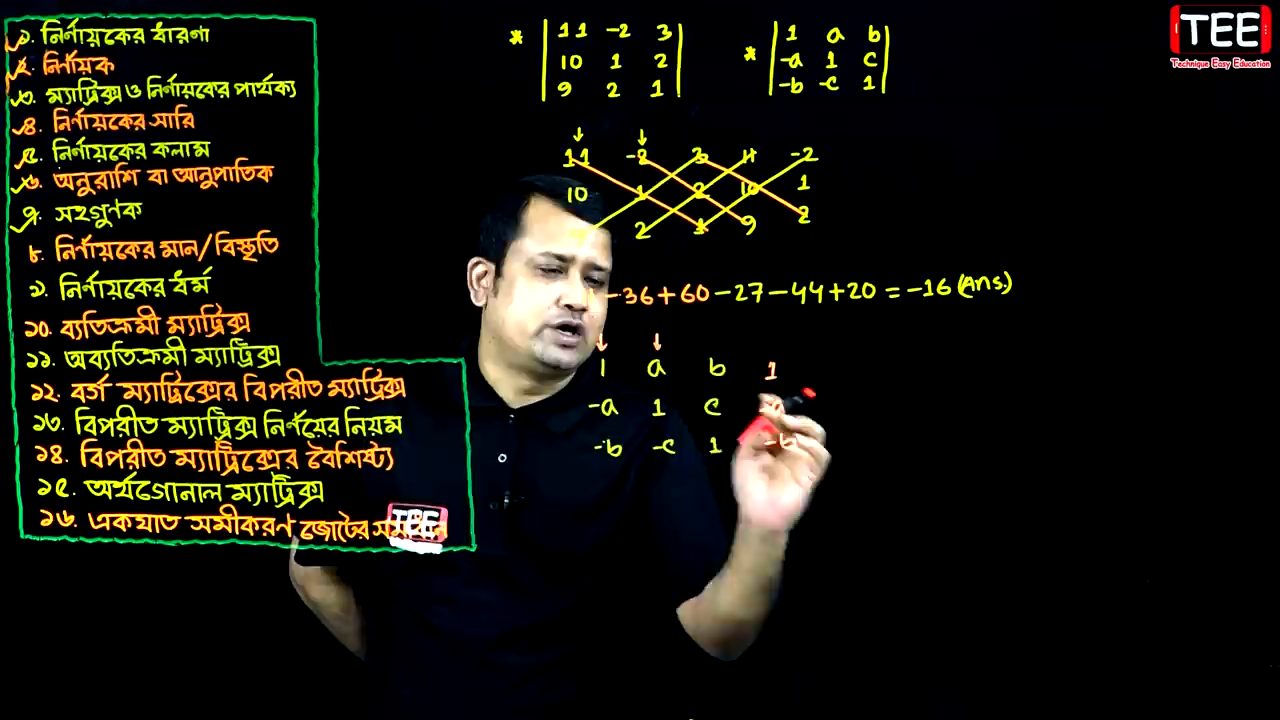 ১. নির্ণায়কের ধারণা
২. নির্ণায়ক
৩. ম্যাট্রিক্স ও নির্ণায়কের পার্থক্য
৪. নির্ণায়কের সারি
৫. নির্ণায়কের কলাম
৬. অনুরাশি বা আনুপাতিক
৭. সহগুণক
৮. নির্ণায়কের মান/বিস্তৃতি
৯. নির্ণায়কের ধর্ম
১০. ব্যতিক্রমী ম্যাট্রিক্স
১১. অব্যতিক্রমী ম্যাট্রিক্স
১২. বর্গ ম্যাট্রিক্সের বিপরীত ম্যাট্রিক্স
১৩. বিপরীত ম্যাট্রিক্স নির্ণয়ের নিয়ম
১৪. বিপরীত ম্যাট্রিক্সের বৈশিষ্ট্য
১৫. অর্থগোনাল ম্যাট্রিক্স
১৬. একঘাত সমীকরণ জোটের
TEE
* | 11 -2 3 |
| 10 1 2 |
| 9 2 1 |
* | 1 a b |
| -a 1 c |
| -b -c 1 |
TEE
Technique Easy Education
11 -2 3 11 -2
10 1 2 10 1
2 1 9 2
-36 + 60 - 27 - 44 + 20 = -16 (Ans.)
1 a b 1
-a 1 c
-b -c 1 -b